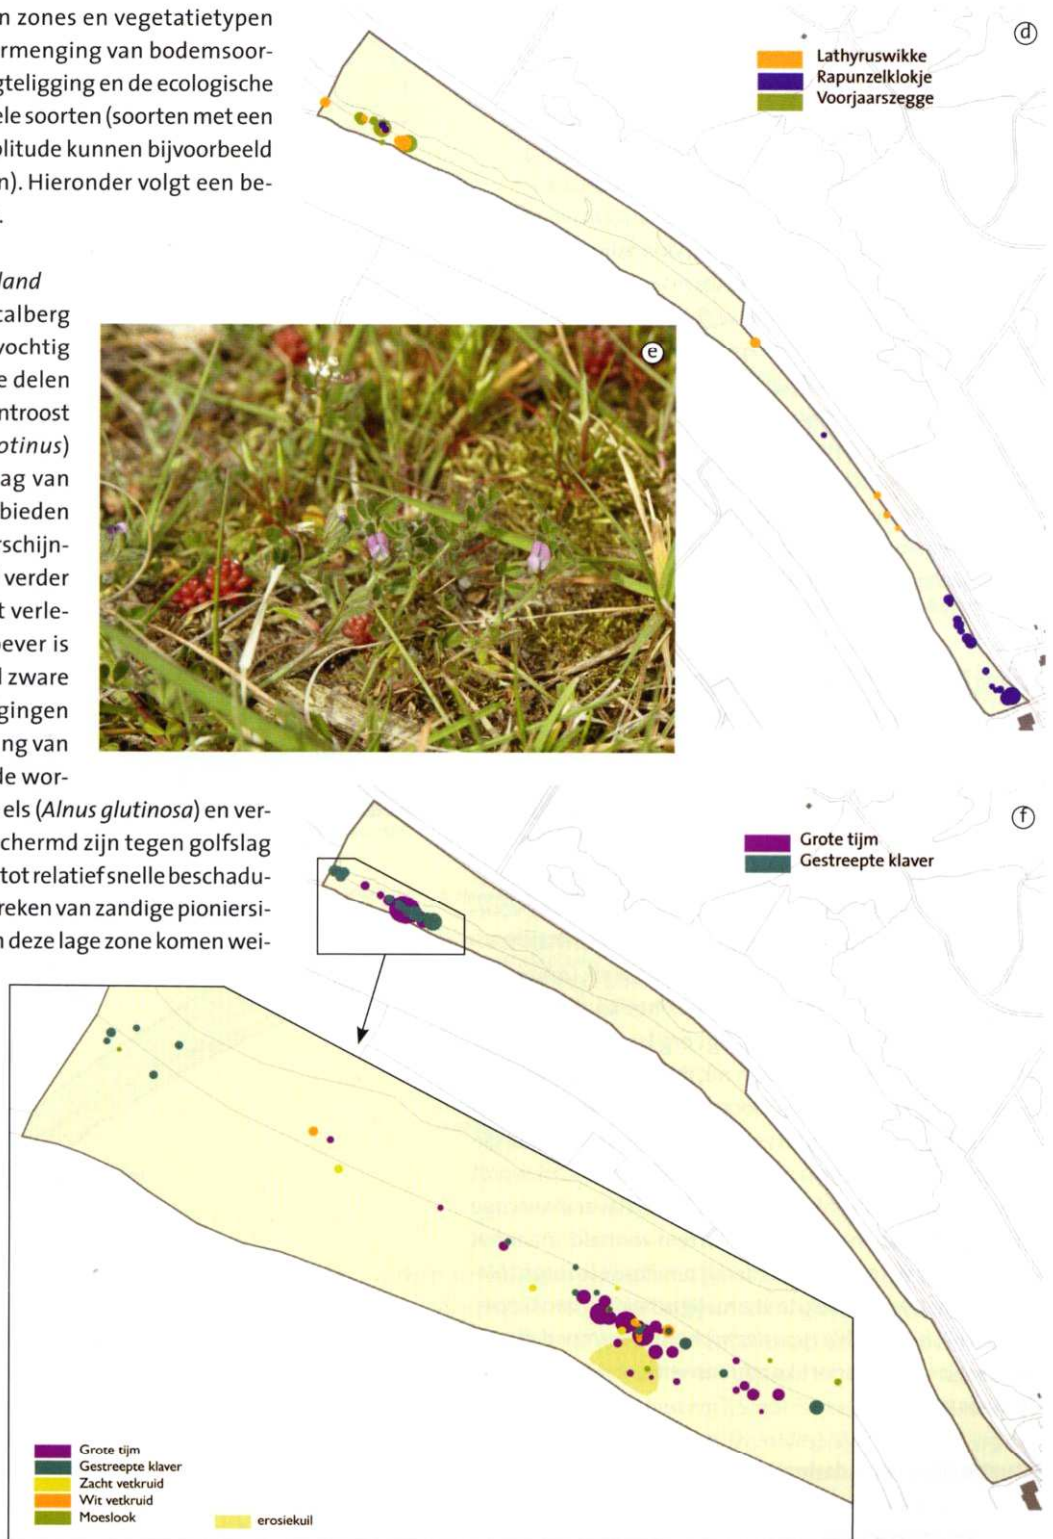 n zones en vegetatietypen
rmenging van bodemsoor-
gteligging en de ecologische
ele soorten (soorten met een
plitude kunnen bijvoorbeeld
n). Hieronder volgt een be-
.
land
talberg
vochtig
e delen
ntroost
otinus)
ag van
bieden
rschijn-
verder
t verle-
oever is
l zware
gingen
ng van
de wor-
els (Alnus glutinosa) en ver-
schermd zijn tegen golfslag
tot relatief snelle beschadu-
reken van zandige pioniersi-
n deze lage zone komen wei-
d
Lathyruswikke
Rapunzelklokje
Voorjaarszegge
e
f
Grote tijm
Gestreepte klaver
Grote tijm
Gestreepte klaver
Zacht vetkruid
Wit vetkruid
Moeslook
erosiekuil